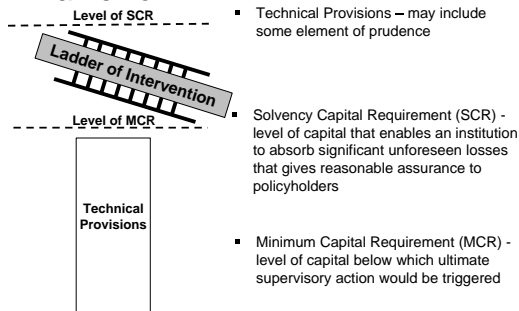 Level of SCR
Ladder of Intervention
Level of MCR
Technical
Provisions
▪ Technical Provisions – may include
some element of prudence
▪ Solvency Capital Requirement (SCR) -
level of capital that enables an institution
to absorb significant unforeseen losses
that gives reasonable assurance to
policyholders
▪ Minimum Capital Requirement (MCR) -
level of capital below which ultimate
supervisory action would be triggered